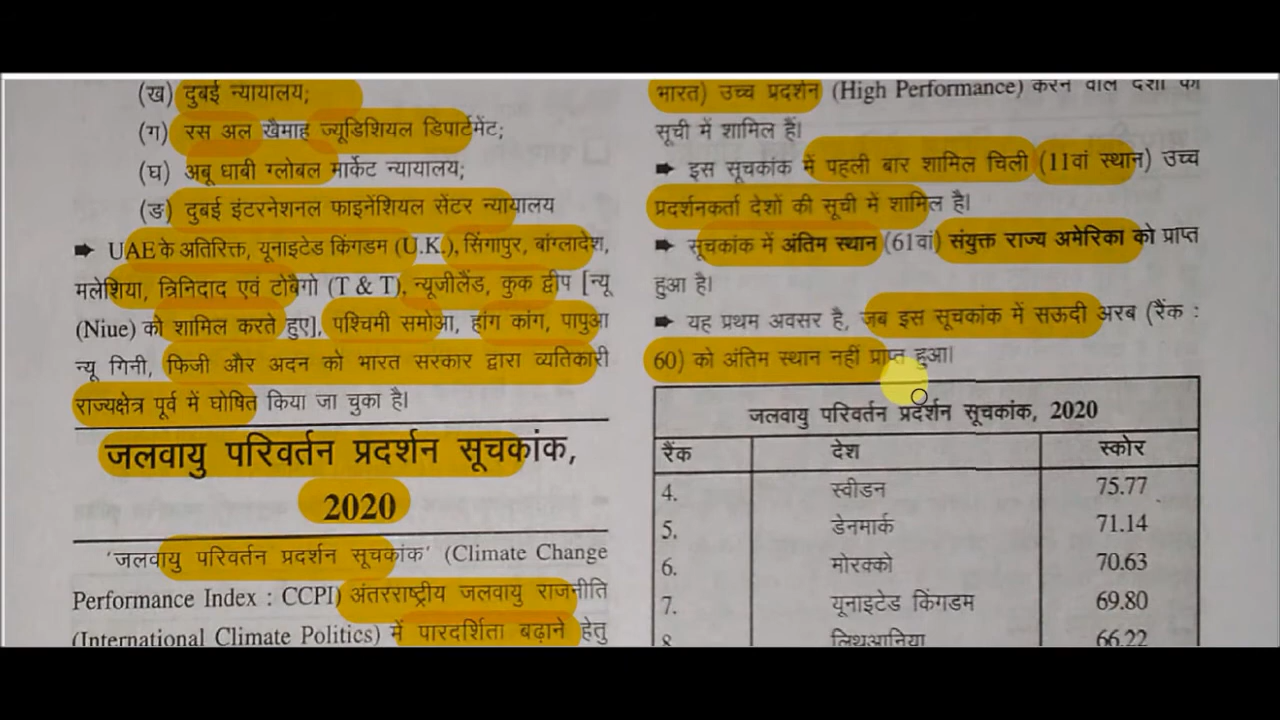 (ख) दुबई न्यायालय;
(ग) रस अल खैमाह ज्यूडिशियल डिपार्टमेंट;
(घ) अबू धाबी ग्लोबल मार्केट न्यायालय;
(ङ) दुबई इंटरनेशनल फाइनेंशियल सेंटर न्यायालय
➡ UAE के अतिरिक्त, यूनाइटेड किंगडम (U.K.), सिंगापुर, बांग्लादेश,
मलेशिया, त्रिनिदाद एवं टोबैगो (T & T), न्यूजीलैंड, कुक द्वीप [न्यू
(Niue) को शामिल करते हुए], पश्चिमी समोआ, हांग कांग, पापुआ
न्यू गिनी, फिजी और अदन को भारत सरकार द्वारा व्यतिकारी
राज्यक्षेत्र पूर्व में घोषित किया जा चुका है।
जलवायु परिवर्तन प्रदर्शन सूचकांक,
2020
'जलवायु परिवर्तन प्रदर्शन सूचकांक' (Climate Change
Performance Index : CCPI) अंतरराष्ट्रीय जलवायु राजनीति
(International Climate Politics) में पारदर्शिता बढ़ाने हेतु
भारत) उच्च प्रदर्शन (High Performance) करने वाले देशों की
सूची में शामिल हैं।
➡ इस सूचकांक में पहली बार शामिल चिली (11वां स्थान) उच्च
प्रदर्शनकर्ता देशों की सूची में शामिल है।
➡ सूचकांक में अंतिम स्थान (61वां) संयुक्त राज्य अमेरिका को प्राप्त
हुआ है।
➡ यह प्रथम अवसर है, जब इस सूचकांक में सऊदी अरब (रैंक :
60) को अंतिम स्थान नहीं प्राप्त हुआ।
जलवायु परिवर्तन प्रदर्शन सूचकांक, 2020
रैंक देश स्कोर
4. स्वीडन 75.77
5. डेनमार्क 71.14
6. मोरक्को 70.63
7. यूनाइटेड किंगडम 69.80
8. लिथुआनिया 66.22